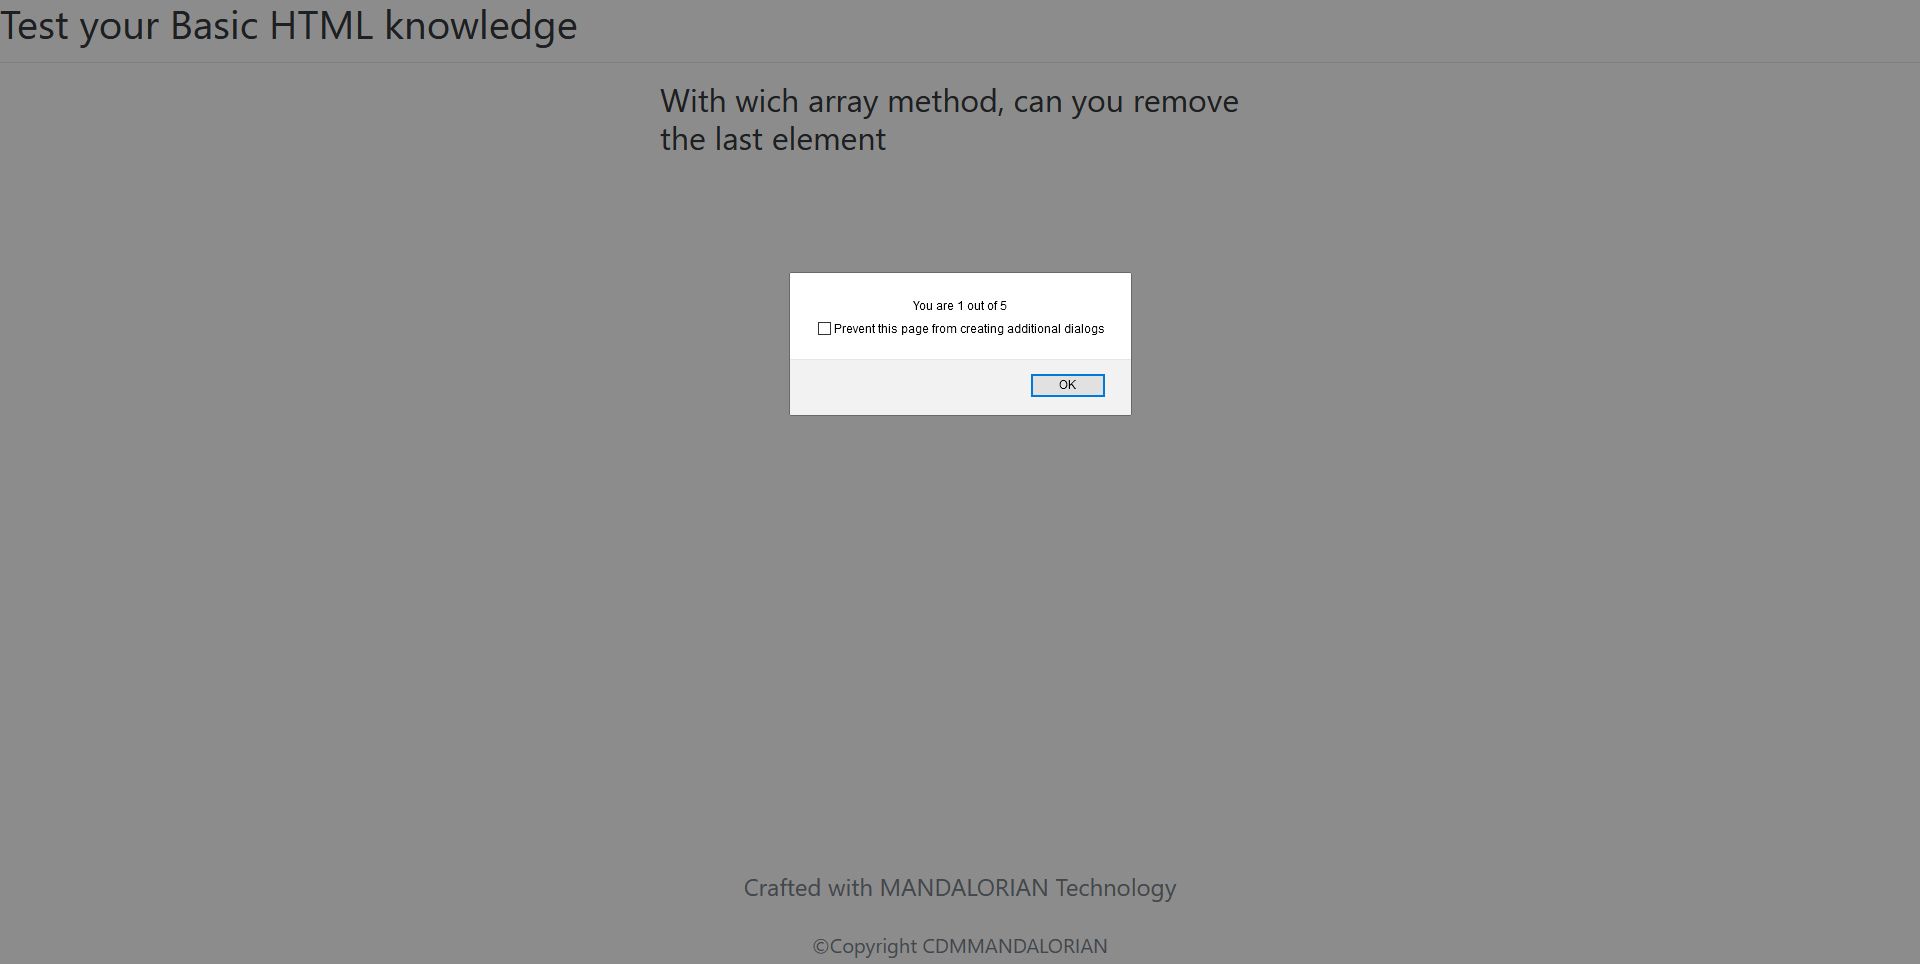 Test your Basic HTML knowledge
With wich array method, can you remove
the last element
You are 1 out of 5
Prevent this page from creating additional dialogs
OK
Crafted with MANDALORIAN Technology
©Copyright CDMMANDALORIAN